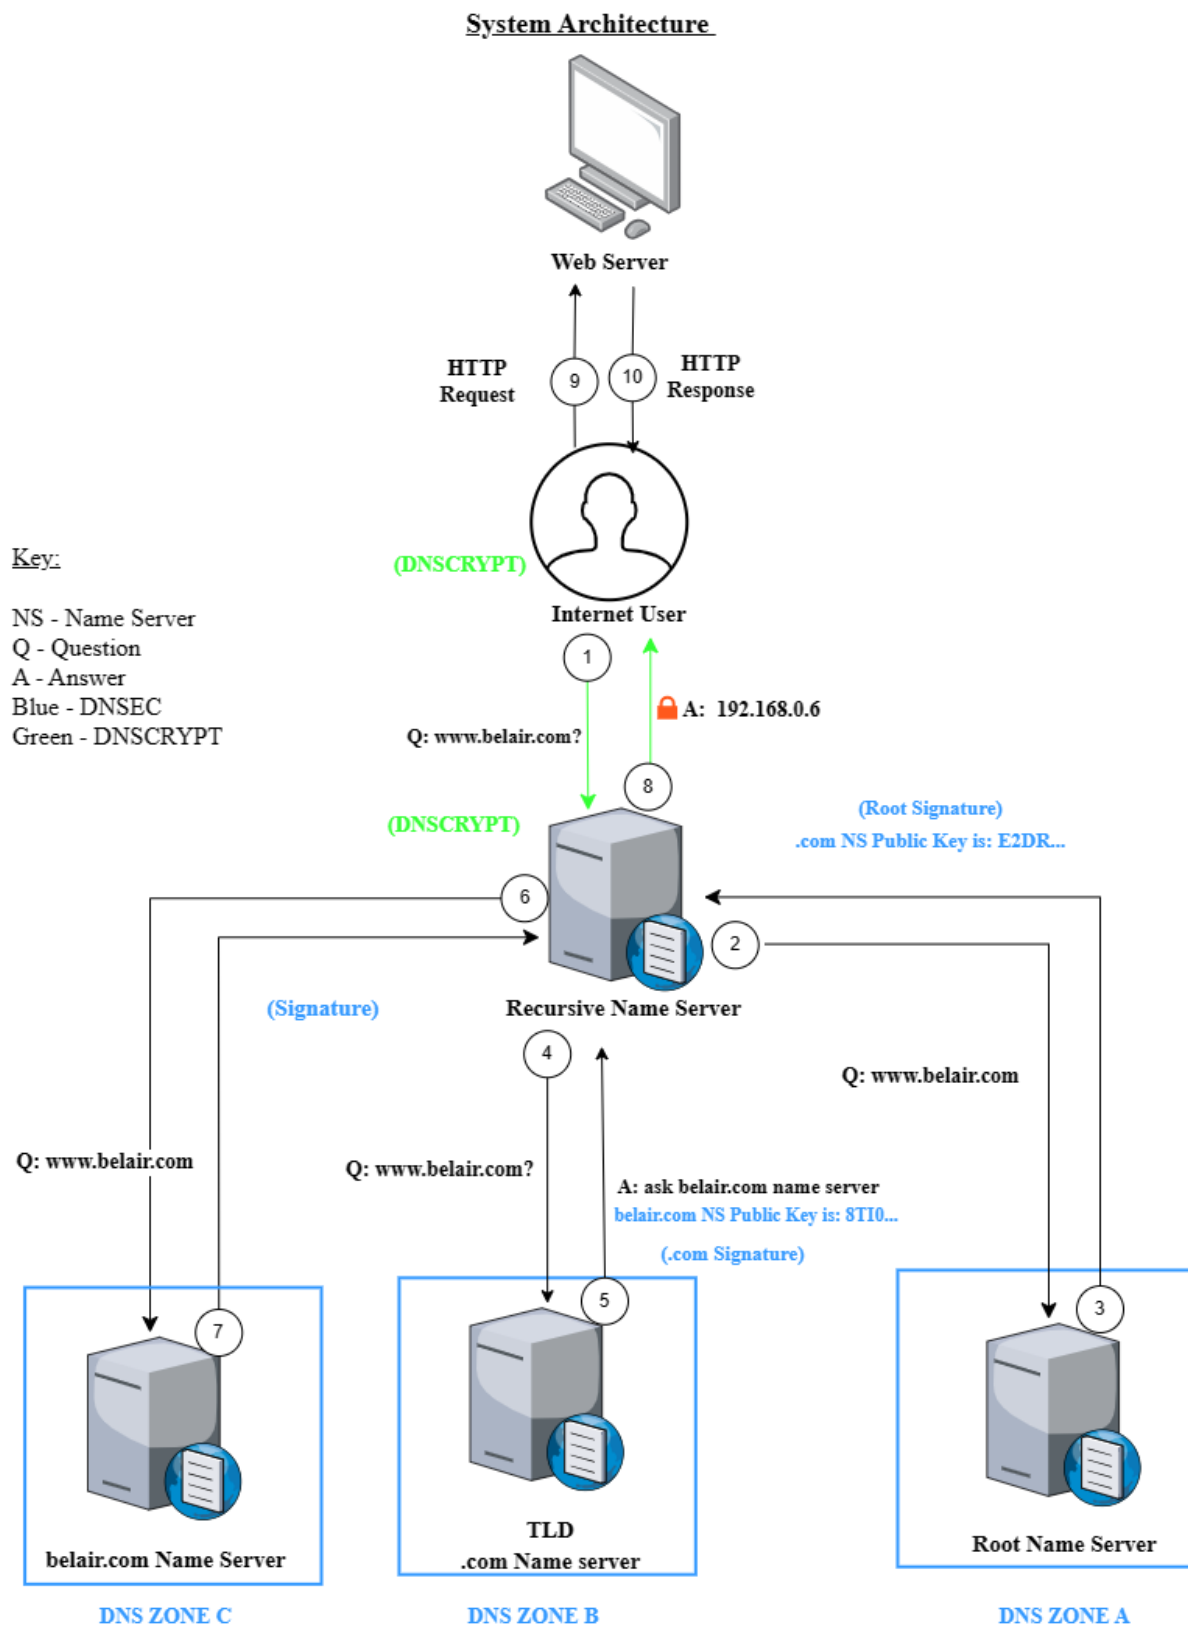 System Architecture
Web Server
HTTP
Request
9
10
HTTP
Response
Key:
NS - Name Server
Q - Question
A - Answer
Blue - DNSEC
Green - DNSCRYPT
(DNSCRYPT)
Internet User
1
A: 192.168.0.6
Q: www.belair.com?
8
(DNSCRYPT)
(Root Signature)
.com NS Public Key is: E2DR...
6
2
(Signature)
Recursive Name Server
4
Q: www.belair.com
Q: www.belair.com
Q: www.belair.com?
A: ask belair.com name server
belair.com NS Public Key is: 8TI0...
(.com Signature)
7
5
3
belair.com Name Server
TLD
.com Name server
Root Name Server
DNS ZONE C
DNS ZONE B
DNS ZONE A